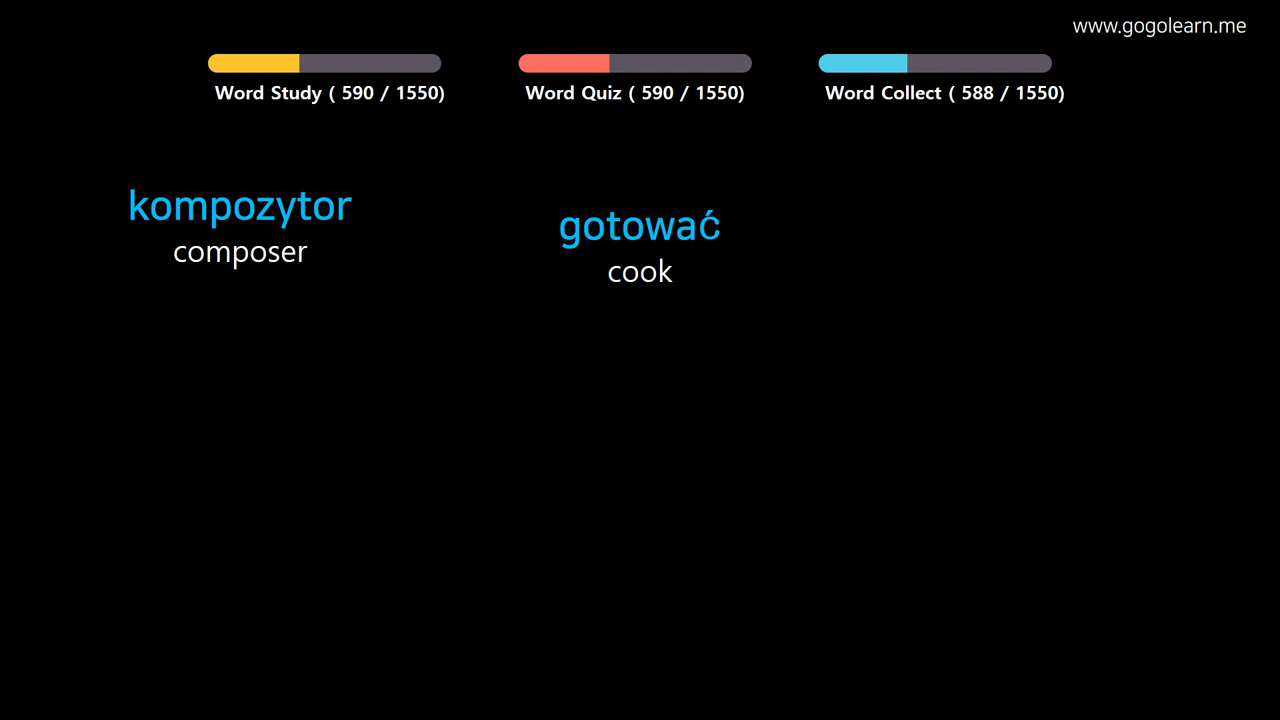 www.gogolearn.me
Word Study ( 590 / 1550)
Word Quiz ( 590 / 1550)
Word Collect ( 588 / 1550)
kompozytor
composer
gotować
cook